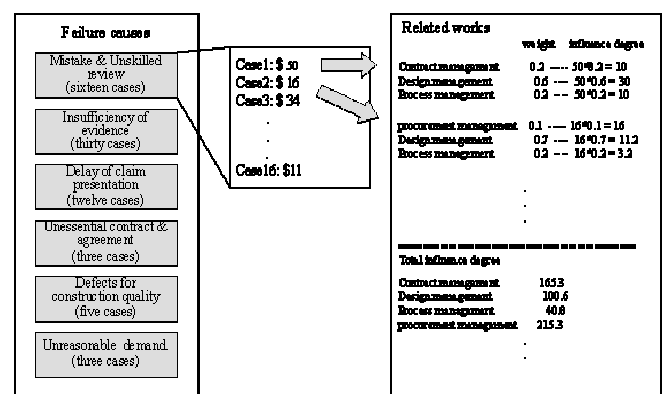 Failure causes
Mistake & Unskilled
review
(sixteen cases)
Insufficiency of
evidence
(thirty cases)
Delay of claim
presentation
(twelve cases)
Unessential contract &
agreement
(three cases)
Defects for
construction quality
(five cases)
Unreasonable demand.
(three cases)
Case1: $ 50
Case2: $ 16
Case3: $ 34
.
.
.
Case16: $11
Related works
weight influence degree
Contract management 0.2 ---- 50*0.2 = 10
Design management 0.6 ---- 50*0.6 = 30
Process management 0.2 -- 50*0.2 = 10
procurement management 0.1 ---- 16*0.1 = 16
Design management 0.7 ---- 16*0.7 = 11.2
Process management 0.2 -- 16*0.2 = 3.2
.
.
.
Total influence degree
Contract management 165.3
Design management 100.6
Process management 40.8
procurement management 215.3
.
.